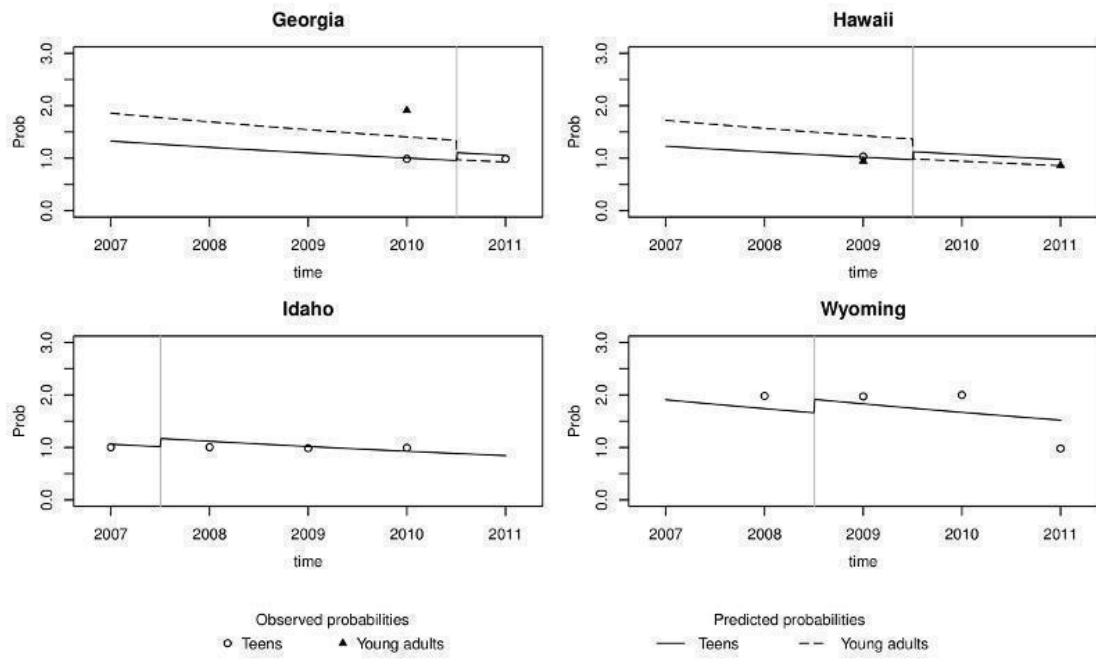 Georgia
Prob
0.0 1.0 2.0 3.0
2007 2008 2009 2010 2011
time
Hawaii
Prob
0.0 1.0 2.0 3.0
2007 2008 2009 2010 2011
time
Idaho
Prob
0.0 1.0 2.0 3.0
2007 2008 2009 2010 2011
time
Wyoming
Prob
0.0 1.0 2.0 3.0
2007 2008 2009 2010 2011
time
Observed probabilities
Teens Young adults
Predicted probabilities
Teens Young adults